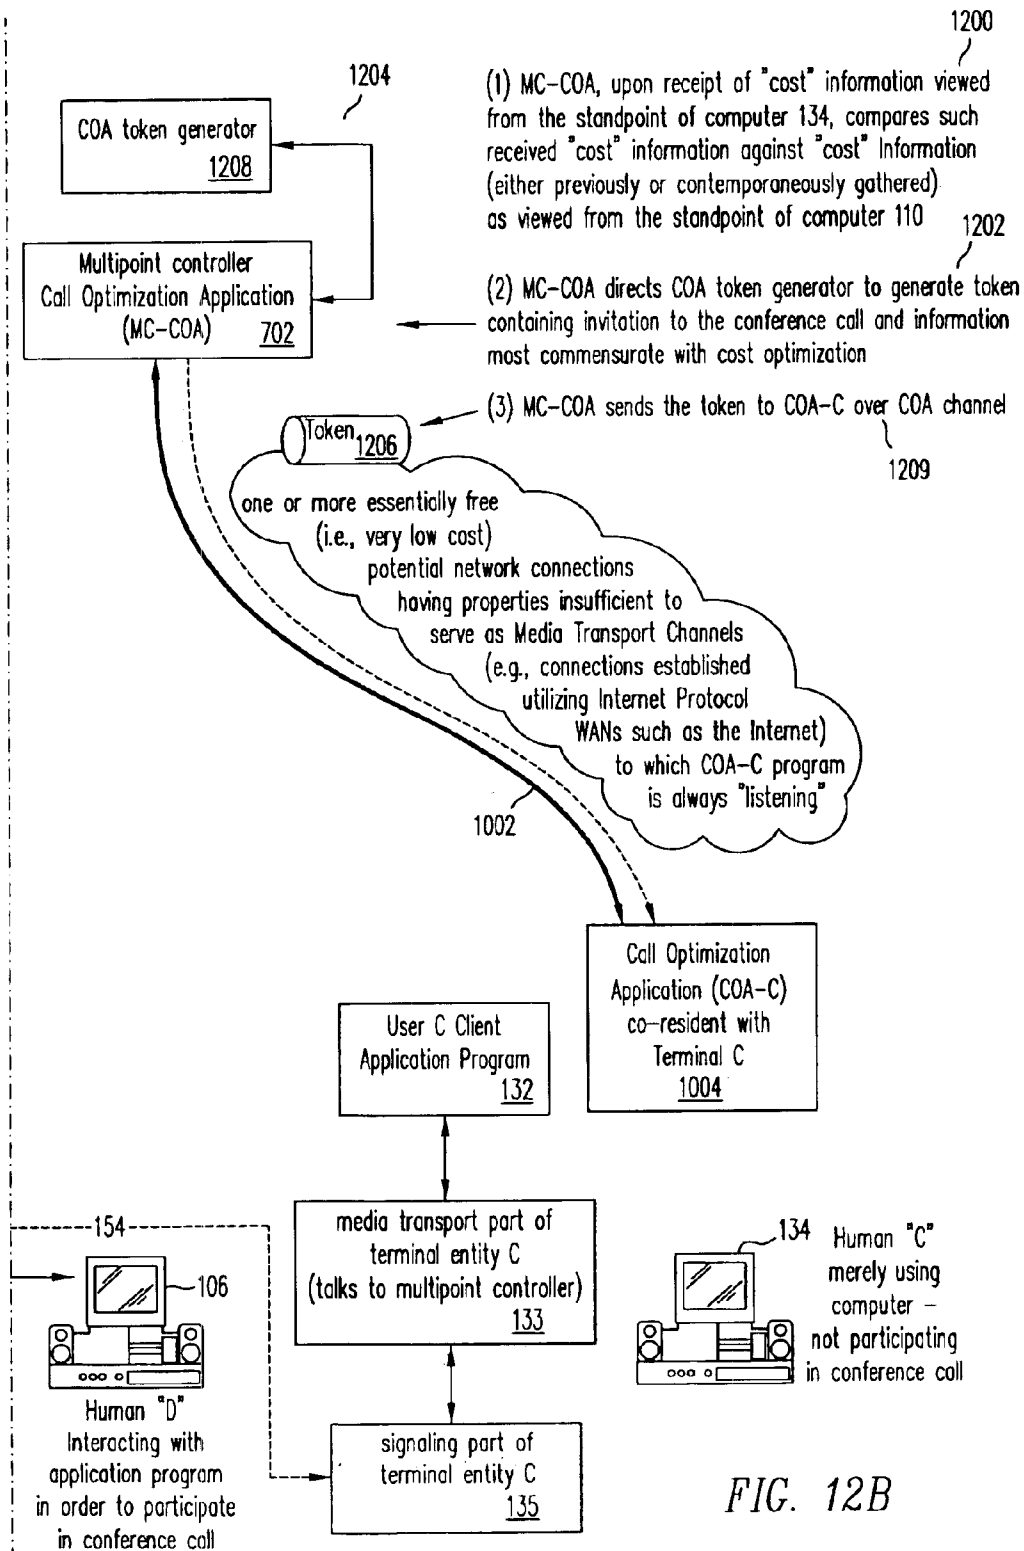 1200
(1) MC-COA, upon receipt of "cost" information viewed
from the standpoint of computer 134, compares such
received "cost" information against "cost" Information
(either previously or contemporaneously gathered)
as viewed from the standpoint of computer 110
1204
COA token generator
1208
1202
Multipoint controller
Call Optimization Application
(MC-COA) 702
(2) MC-COA directs COA token generator to generate token
containing invitation to the conference call and information
most commensurate with cost optimization
(3) MC-COA sends the token to COA-C over COA channel
1209
Token 1206
one or more essentially free
(i.e., very low cost)
potential network connections
having properties insufficient to
serve as Media Transport Channels
(e.g., connections established
utilizing Internet Protocol
WANs such as the Internet)
to which COA-C program
is always "listening"
1002
Call Optimization
Application (COA-C)
co-resident with
Terminal C
1004
User C Client
Application Program
132
media transport part of
terminal entity C
(talks to multipoint controller)
133
154
106
Human "D"
Interacting with
application program
in order to participate
in conference call
134
Human "C"
merely using
computer -
not participating
in conference call
signaling part of
terminal entity C
135
FIG. 12B